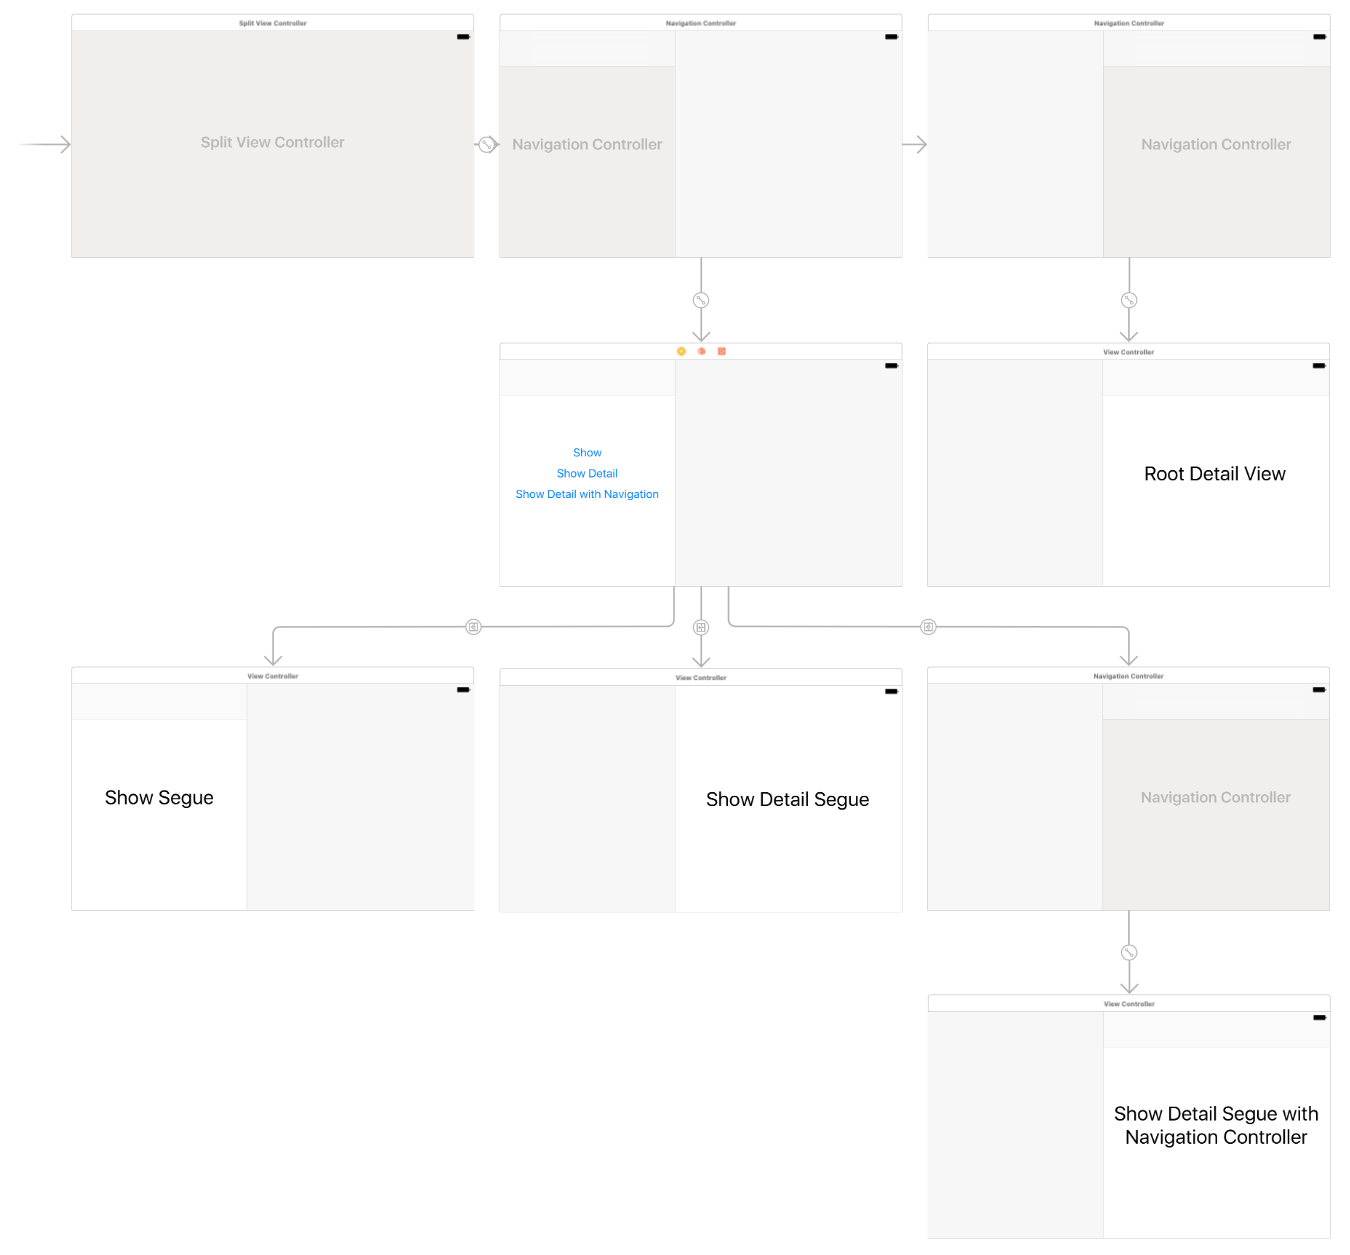 Split View Controller
Navigation Controller
Navigation Controller
Split View Controller
Navigation Controller
Navigation Controller
View Controller
Show
Show Detail
Show Detail with Navigation
Root Detail View
View Controller
View Controller
Navigation Controller
Show Segue
Show Detail Segue
Navigation Controller
View Controller
Show Detail Segue with
Navigation Controller